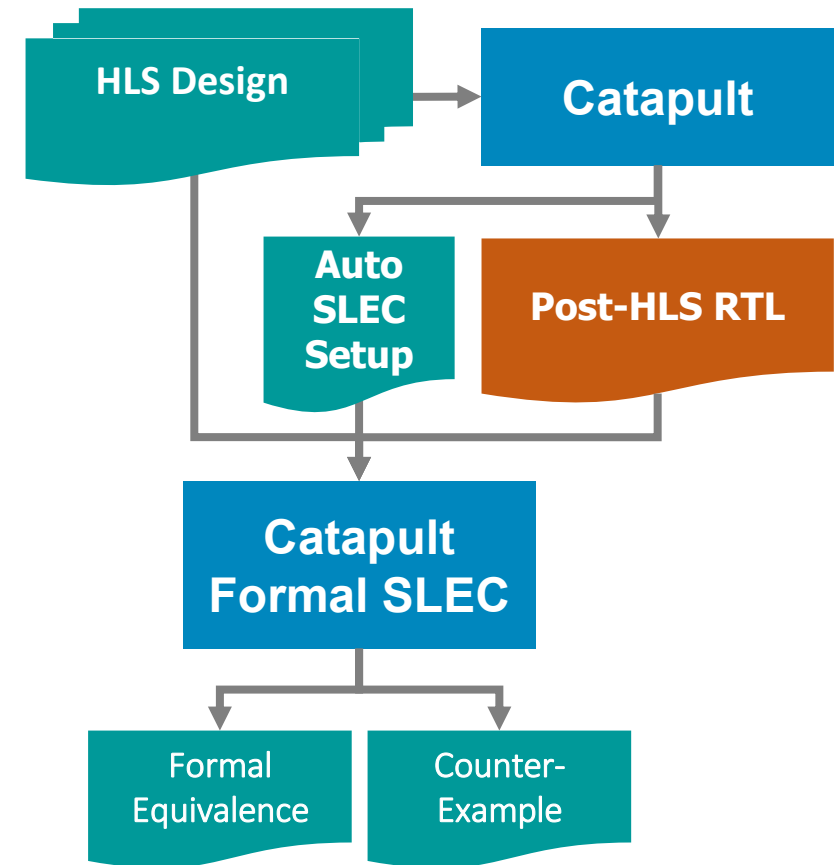 HLS Design
Catapult
Auto
SLEC
Setup
Post-HLS RTL
Catapult
Formal SLEC
Formal
Equivalence
Counter-
Example